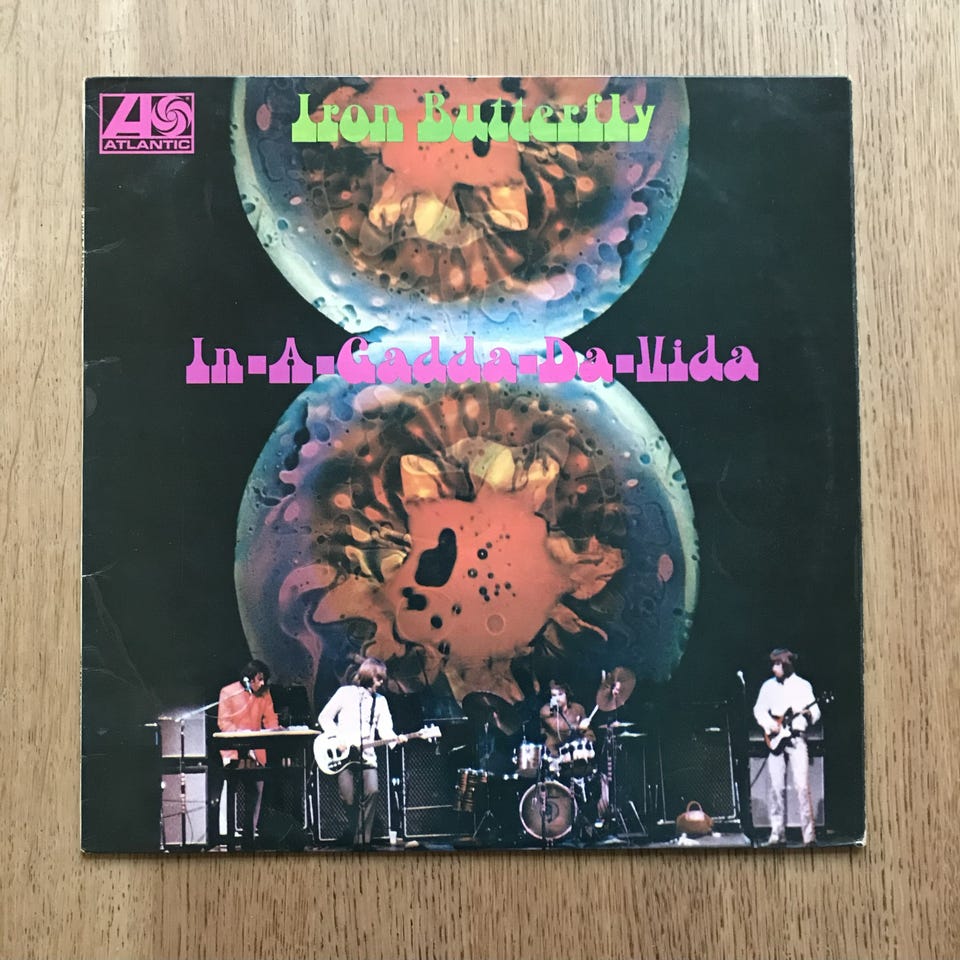 Iron Butterfly
ATLANTIC
In-A-Gadda-Da-Vida